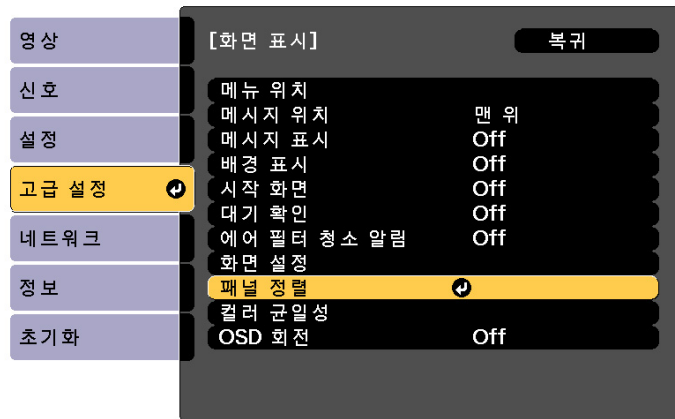 영상
신호
설정
고급 설정
네트워크
정보
초기화
[화면 표시] 복귀
메뉴 위치
메시지 위치 맨 위
메시지 표시 Off
배경 표시 Off
시작 화면 Off
대기 확인 Off
에어 필터 청소 알림 Off
화면 설정
패널 정렬
컬러 균일성
OSD 회전 Off